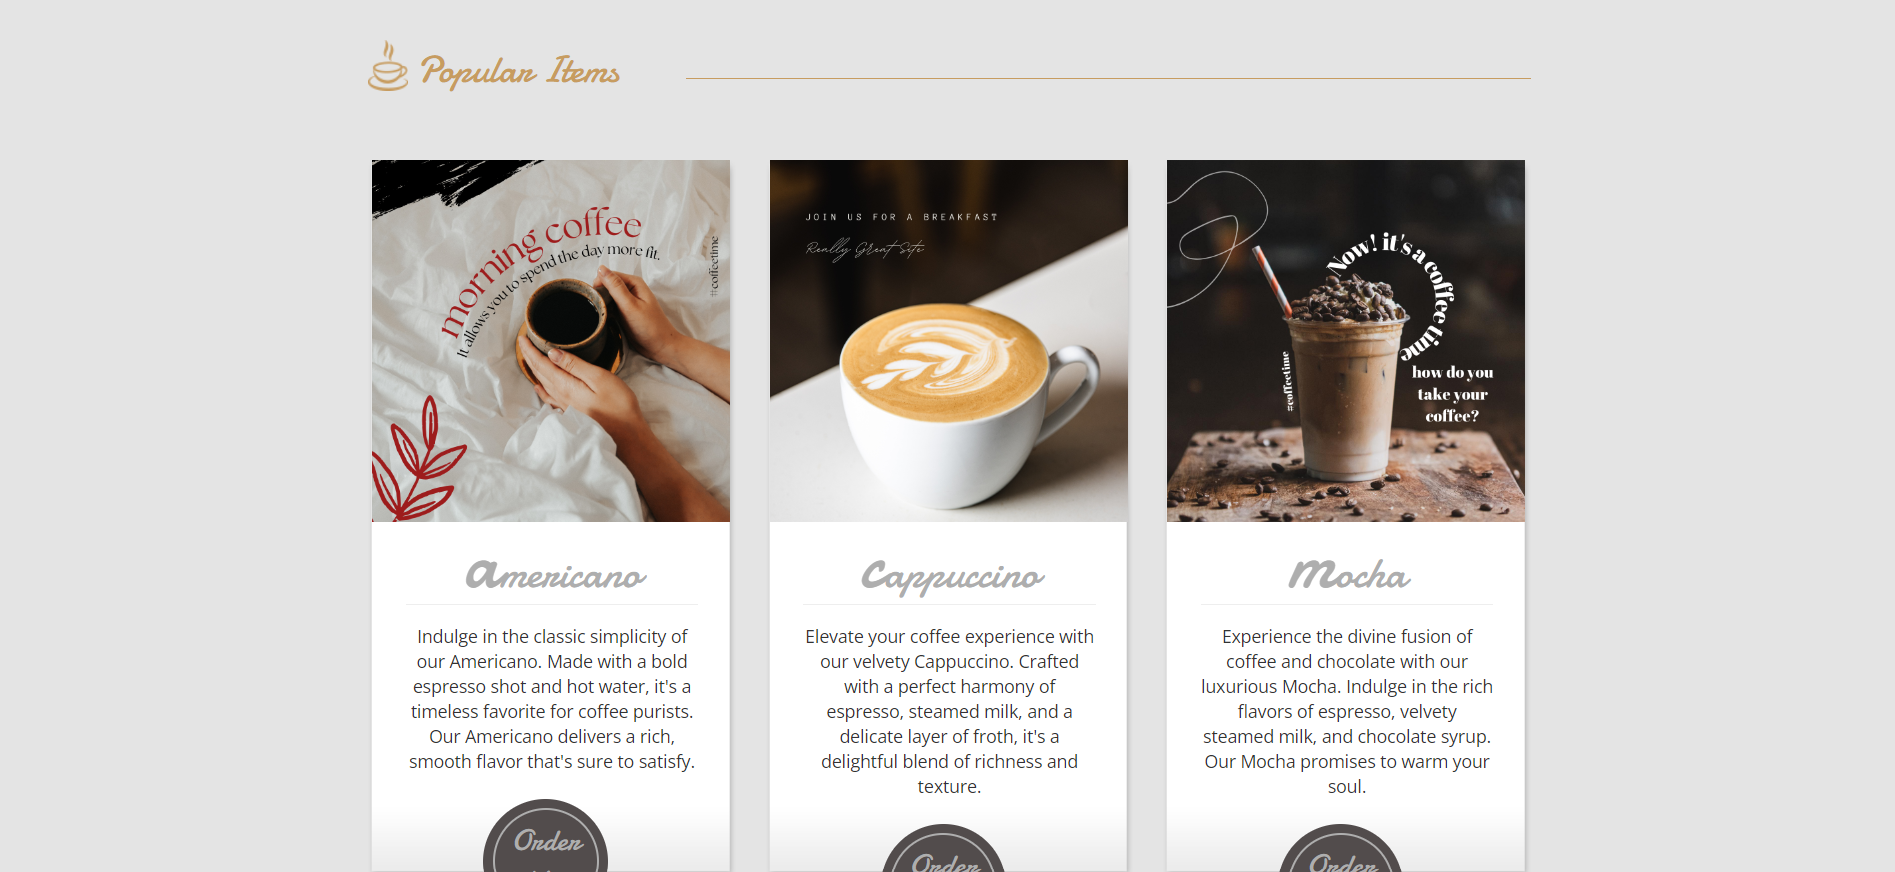 Popular Items
morning coffee
It allows you to spend the day more fit.
#coffeetime
Americano
Indulge in the classic simplicity of
our Americano. Made with a bold
espresso shot and hot water, it's a
timeless favorite for coffee purists.
Our Americano delivers a rich,
smooth flavor that's sure to satisfy.
Order
JOIN US FOR A BREAKFAST
Really Great Site
Cappuccino
Elevate your coffee experience with
our velvety Cappuccino. Crafted
with a perfect harmony of
espresso, steamed milk, and a
delicate layer of froth, it's a
delightful blend of richness and
texture.
Order
Now! it's a coffee time
#coffeetime
how do you
take your
coffee?
Mocha
Experience the divine fusion of
coffee and chocolate with our
luxurious Mocha. Indulge in the rich
flavors of espresso, velvety
steamed milk, and chocolate syrup.
Our Mocha promises to warm your
soul.
Order